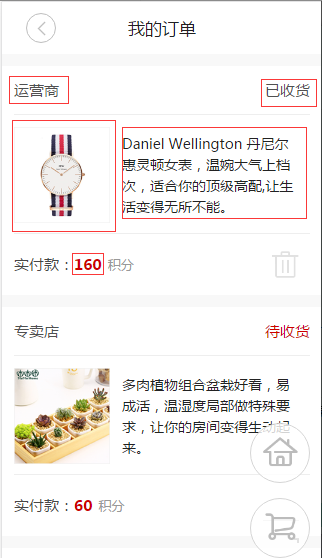 我的订单
运营商 已收货
Daniel Wellington 丹尼尔
惠灵顿女表，温婉大气上档
次，适合你的顶级高配,让生
活变得无所不能。
实付款：160 积分
专卖店 待收货
多肉植物组合盆栽好看，易
成活，温湿度局部做特殊要
求，让你的房间变得生动起
来。
实付款：60 积分